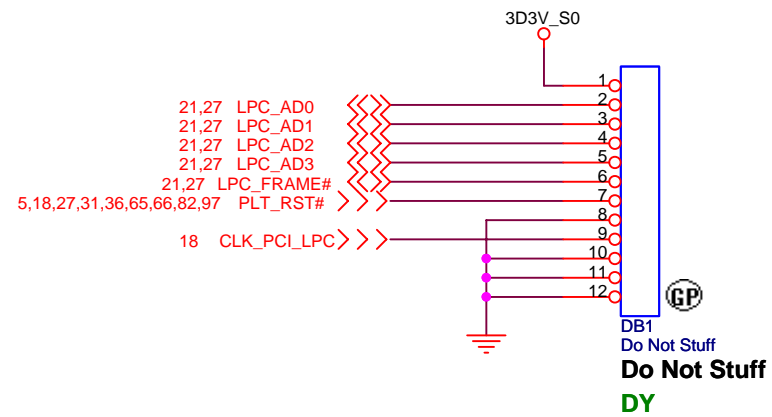 3D3V_S0
1
21,27 LPC_AD0 2
21,27 LPC_AD1 3
21,27 LPC_AD2 4
21,27 LPC_AD3 5
21,27 LPC_FRAME# 6
5,18,27,31,36,65,66,82,97 PLT_RST# 7
8
18 CLK_PCI_LPC 9
10
11
12
GP
DB1
Do Not Stuff
Do Not Stuff
DY